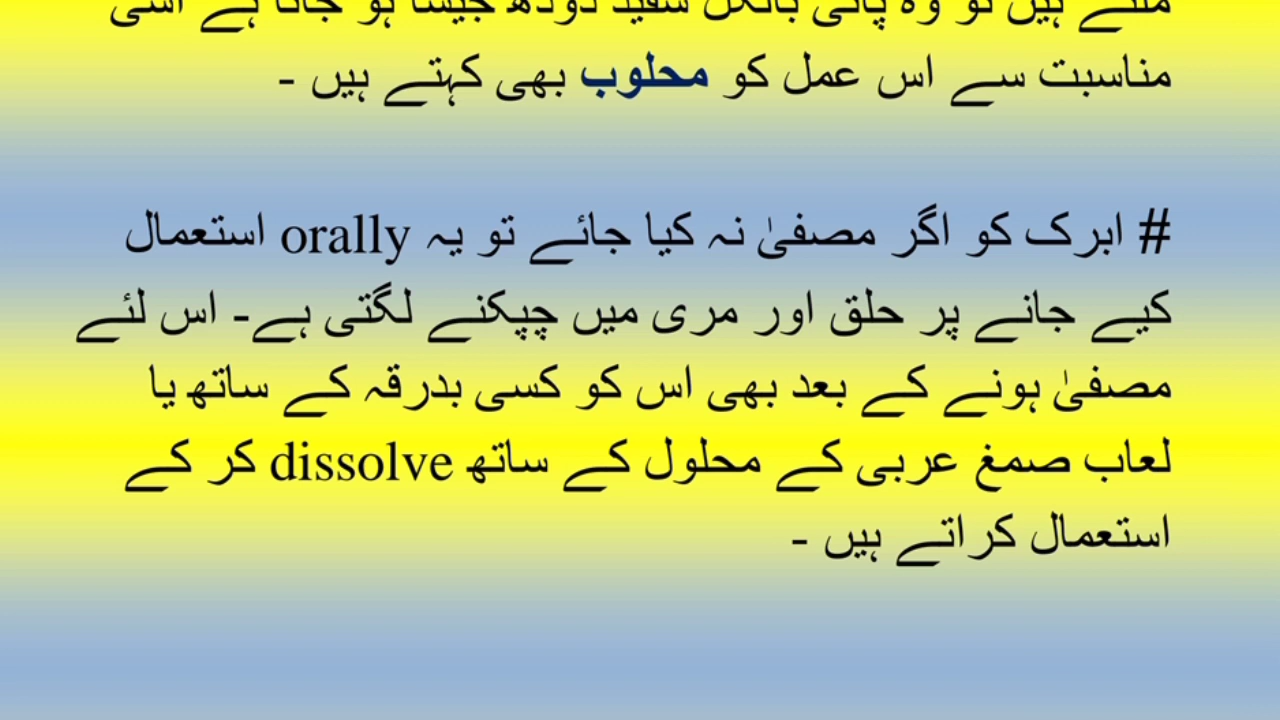 ملتے ہیں تو وہ پانی بالکل سفید دودھ جیسا ہو جاتا ہے اسی
مناسبت سے اس عمل کو محلوب بھی کہتے ہیں ۔
# ابرک کو اگر مصفیٰ نہ کیا جائے تو یہ orally استعمال
کیے جانے پر حلق اور مری میں چپکنے لگتی ہے۔ اس لئے
مصفیٰ ہونے کے بعد بھی اس کو کسی بدرقہ کے ساتھ یا
لعاب صمغ عربی کے محلول کے ساتھ dissolve کر کے
استعمال کراتے ہیں ۔